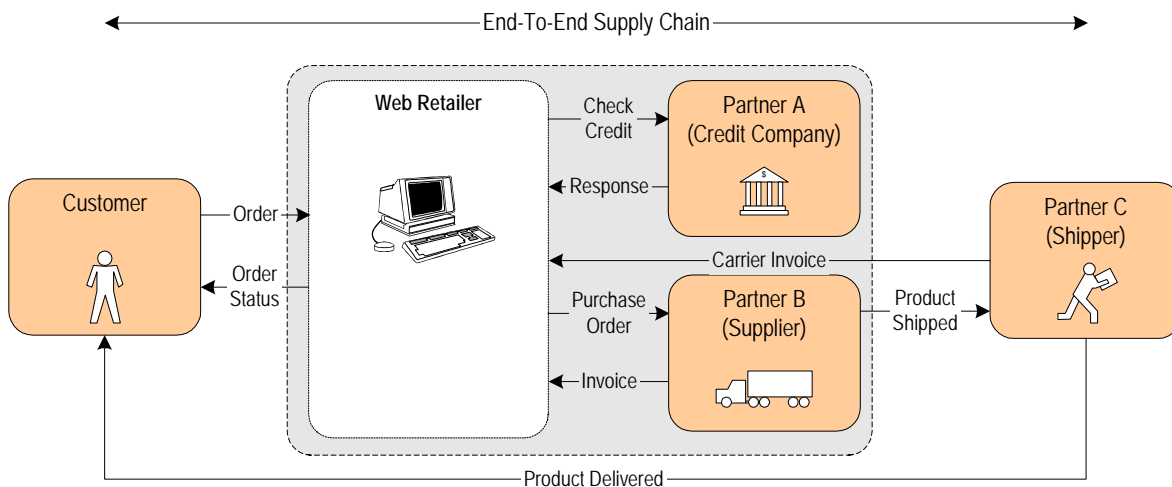 End-To-End Supply Chain
Web Retailer
Check
Credit
Partner A
(Credit Company)
$
Response
Customer
Order
Order
Status
Partner C
(Shipper)
Carrier Invoice
Purchase
Order
Partner B
(Supplier)
Product
Shipped
Invoice
Product Delivered